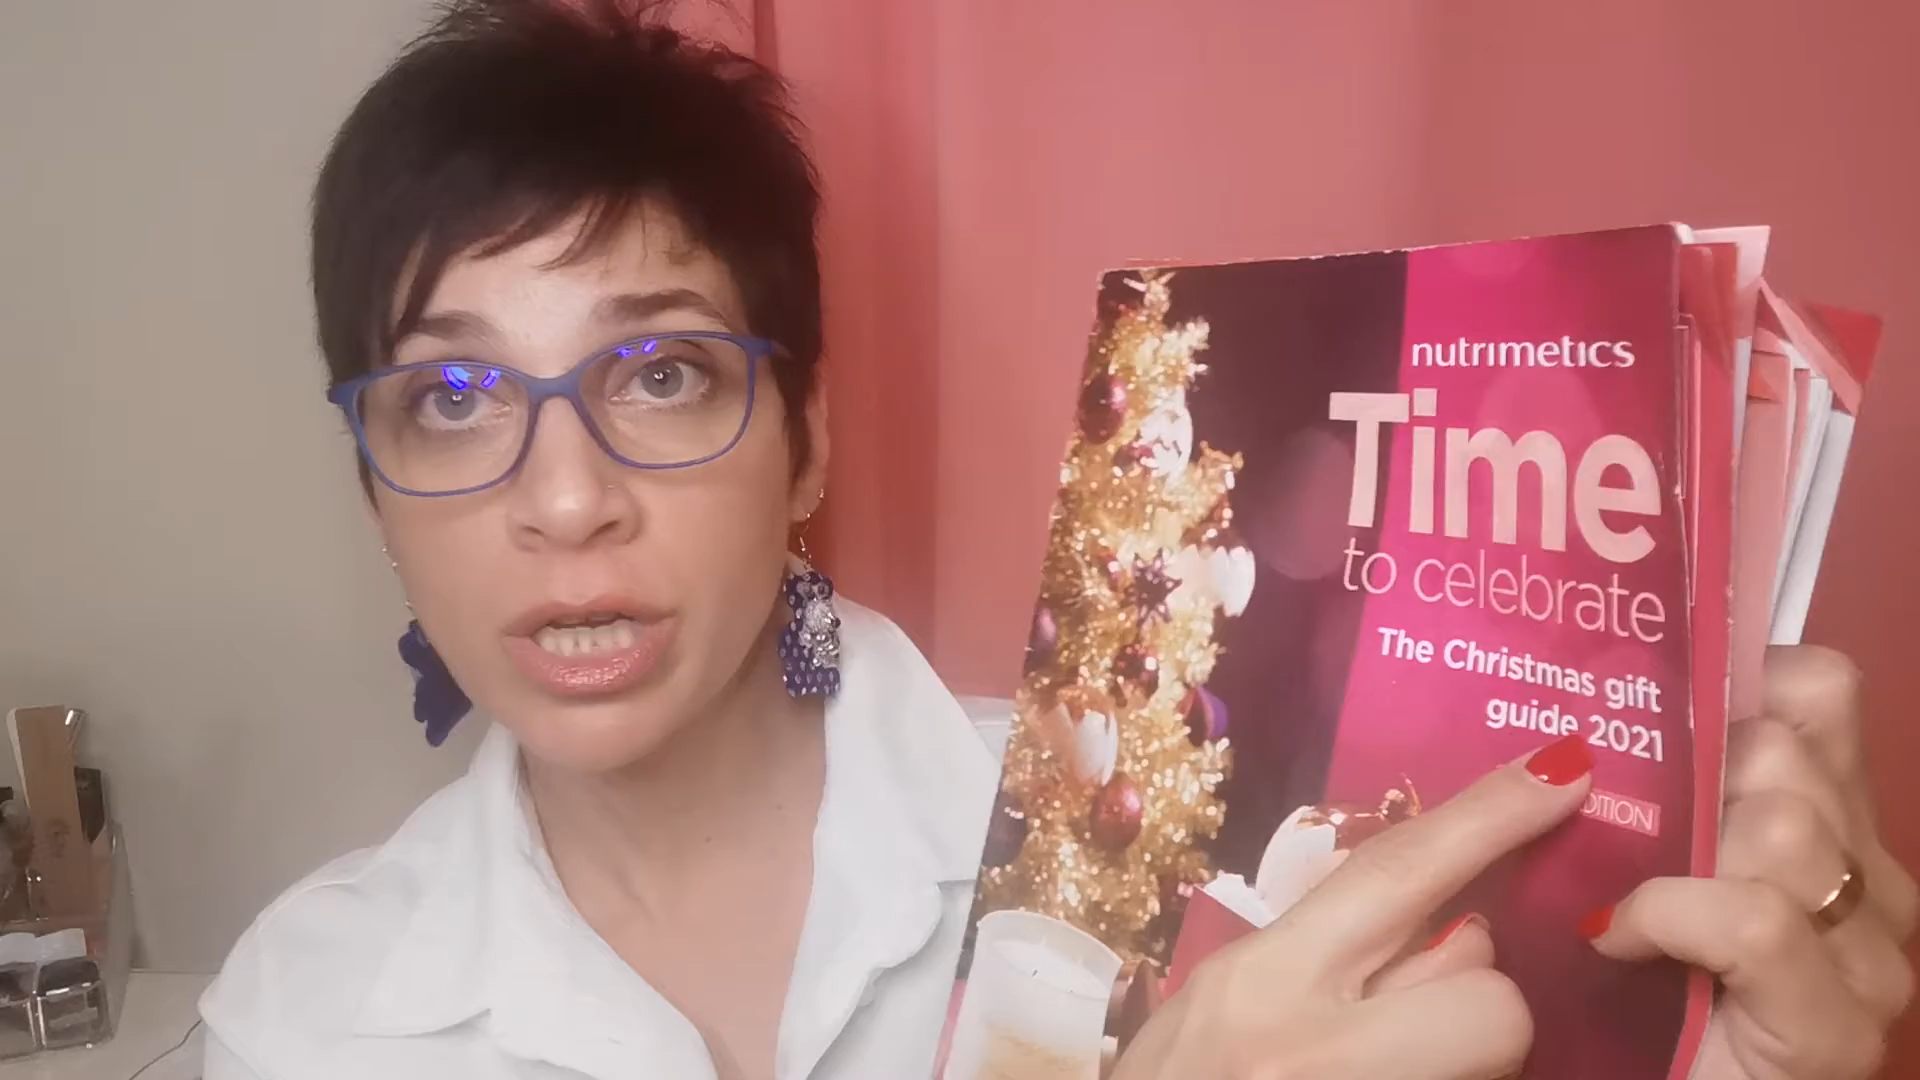 nutrimetics
Time
to celebrate
The Christmas gift
guide 2021